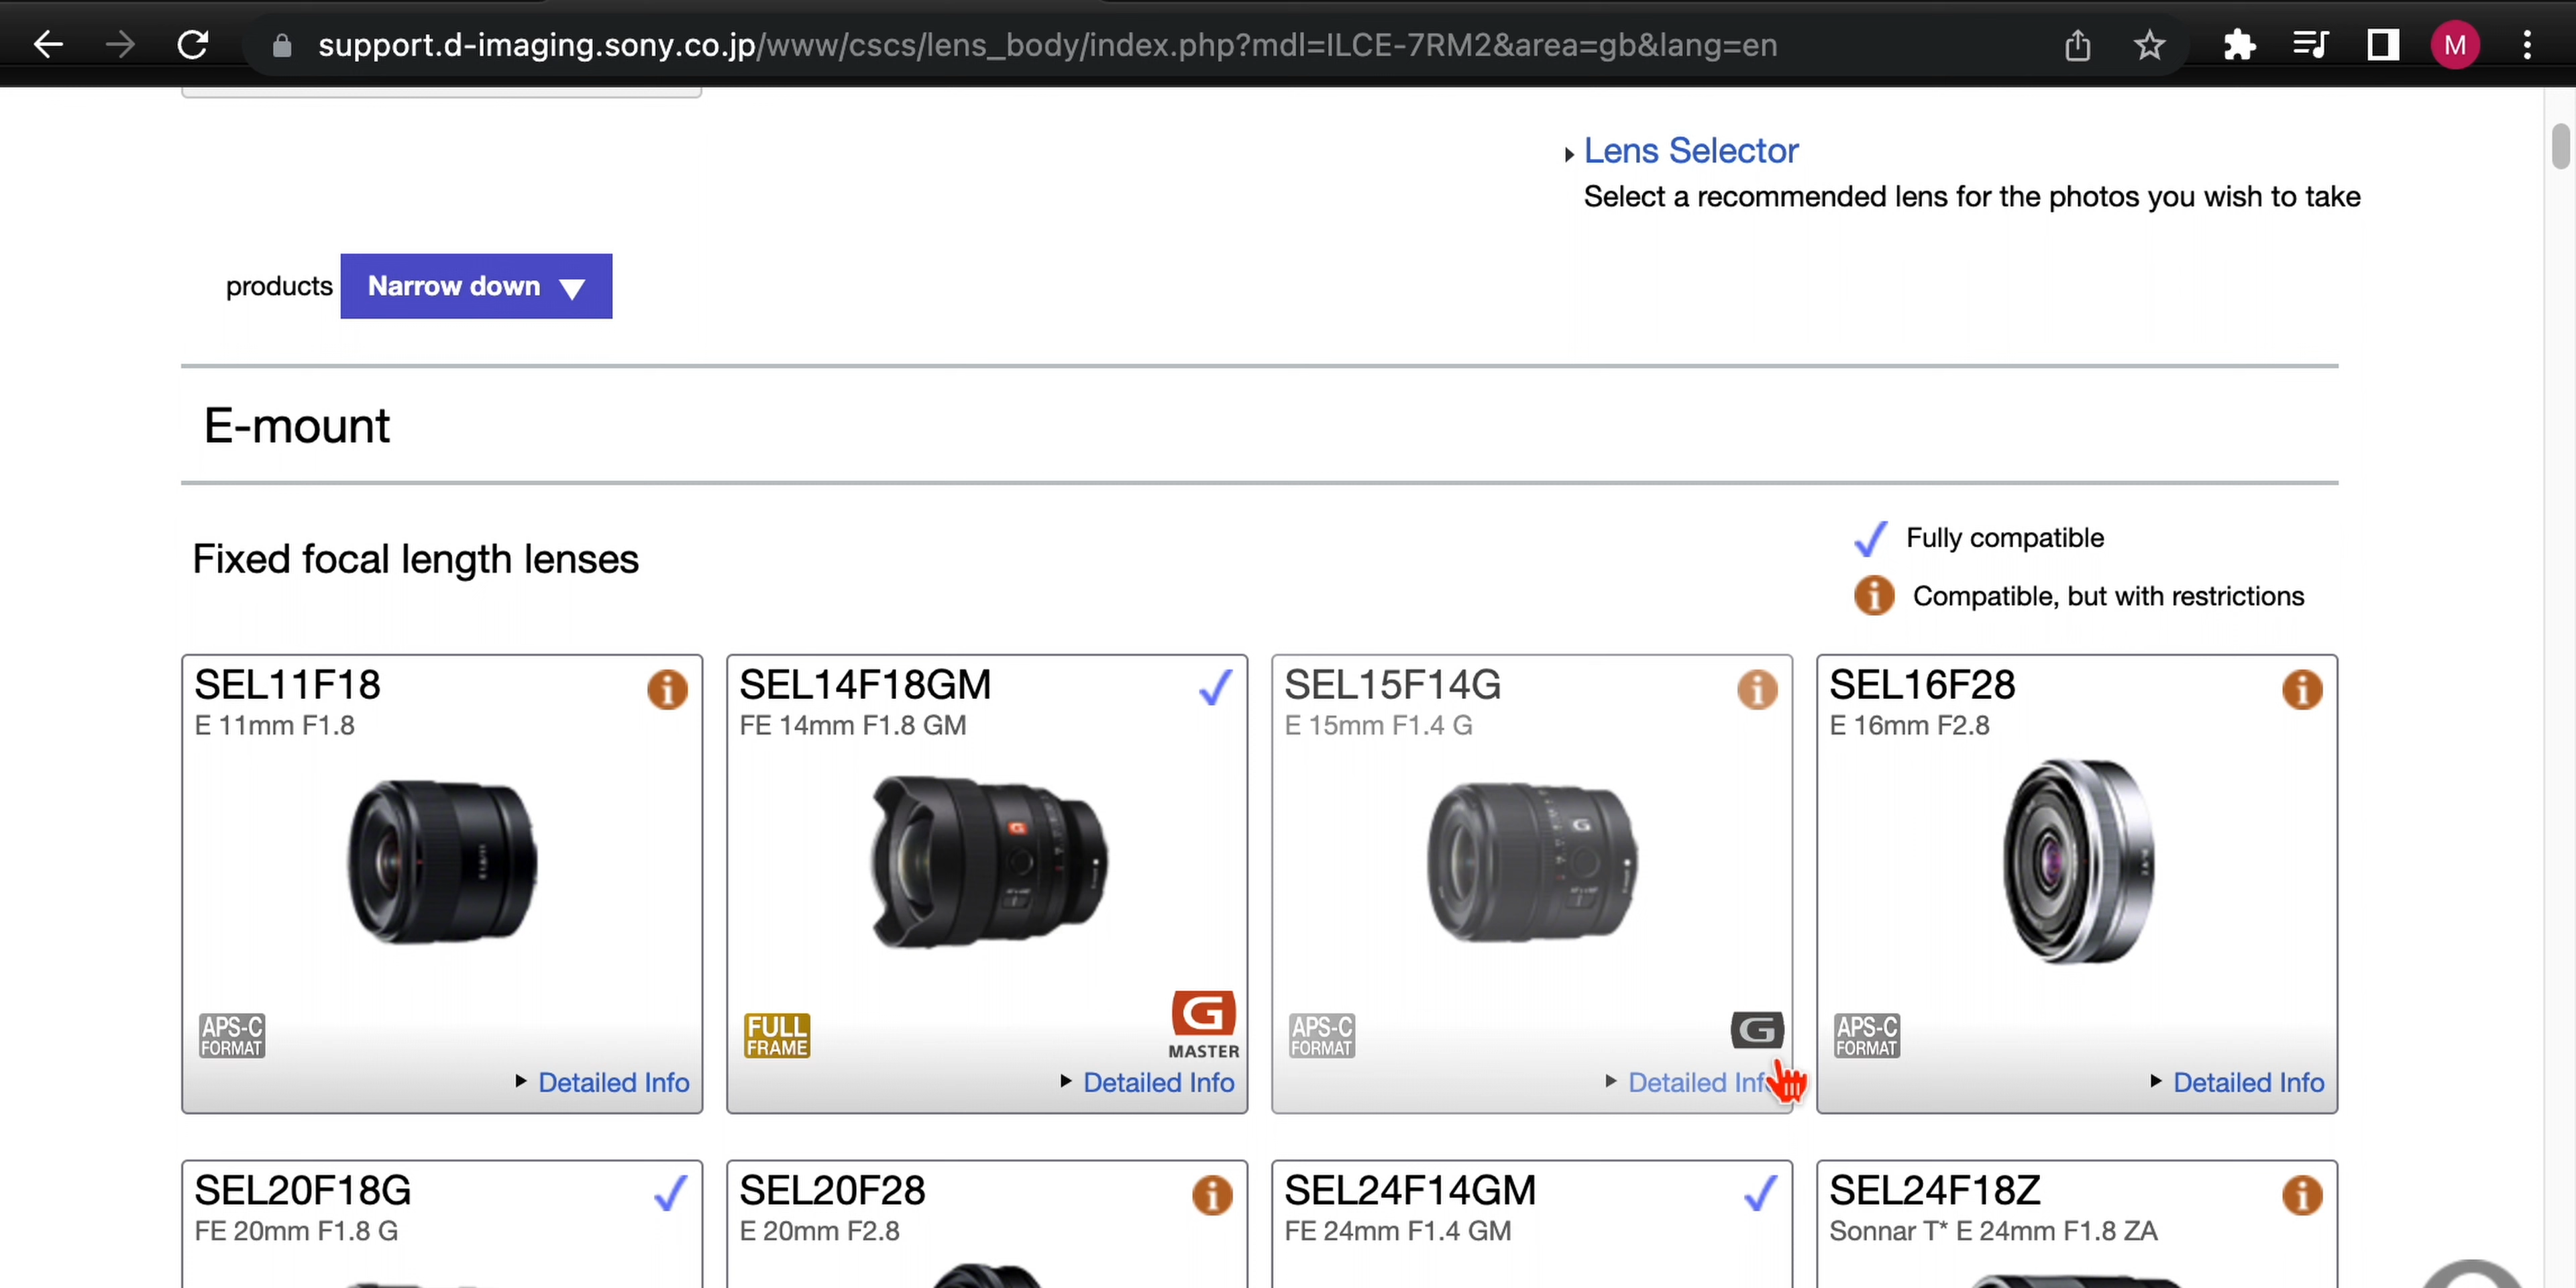 support.d-imaging.sony.co.jp/www/cscs/lens_body/index.php?mdl=ILCE-7RM2&area=gb&lang=en
M
Lens Selector
Select a recommended lens for the photos you wish to take
products Narrow down
E-mount
Fixed focal length lenses
Fully compatible
Compatible, but with restrictions
SEL11F18
E 11mm F1.8
APS-C
FORMAT
Detailed Info
SEL14F18GM
FE 14mm F1.8 GM
G
FULL
FRAME
G
MASTER
Detailed Info
SEL15F14G
E 15mm F1.4 G
G
APS-C
FORMAT
G
Detailed Info
SEL16F28
E 16mm F2.8
APS-C
FORMAT
Detailed Info
SEL20F18G
FE 20mm F1.8 G
SEL20F28
E 20mm F2.8
SEL24F14GM
FE 24mm F1.4 GM
SEL24F18Z
Sonnar T* E 24mm F1.8 ZA